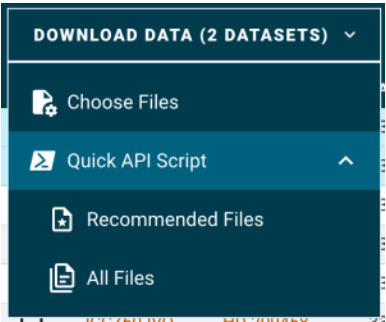 DOWNLOAD DATA (2 DATASETS)
Choose Files
Quick API Script
Recommended Files
All Files